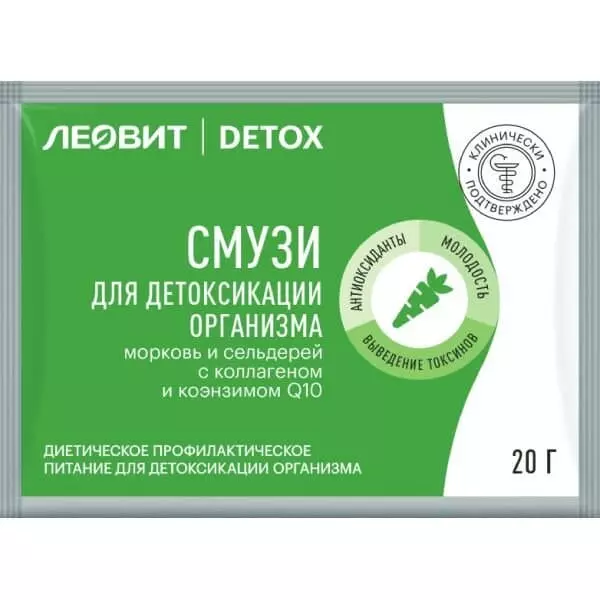 ЛЕОВИТ | DETOX
КЛИНИЧЕСКИ
ПОДТВЕРЖДЕНО
СМУЗИ
ДЛЯ ДЕТОКСИКАЦИИ
ОРГАНИЗМА
морковь и сельдерей
с коллагеном
и коэнзимом Q10
АНТИОКСИДАНТЫ
МОЛОДОСТЬ
ВЫВЕДЕНИЕ ТОКСИНОВ
ДИЕТИЧЕСКОЕ ПРОФИЛАКТИЧЕСКОЕ
ПИТАНИЕ ДЛЯ ДЕТОКСИКАЦИИ ОРГАНИЗМА
20 Г